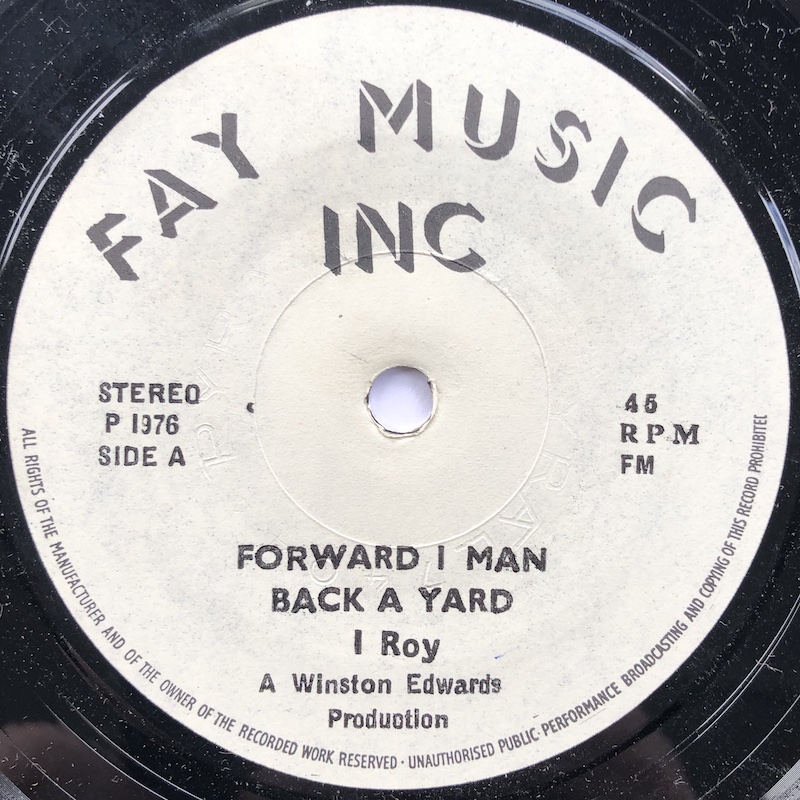 FAY MUSIC
INC
STEREO
P 1976
SIDE A
45
RPM
FM
FORWARD I MAN
BACK A YARD
I Roy
A Winston Edwards
Production
ALL RIGHTS OF THE MANUFACTURER AND OF THE OWNER OF THE RECORDED WORK RESERVED · UNAUTHORISED PUBLIC · PERFORMANCE BROADCASTING AND COPYING OF THIS RECORD PROHIBITED